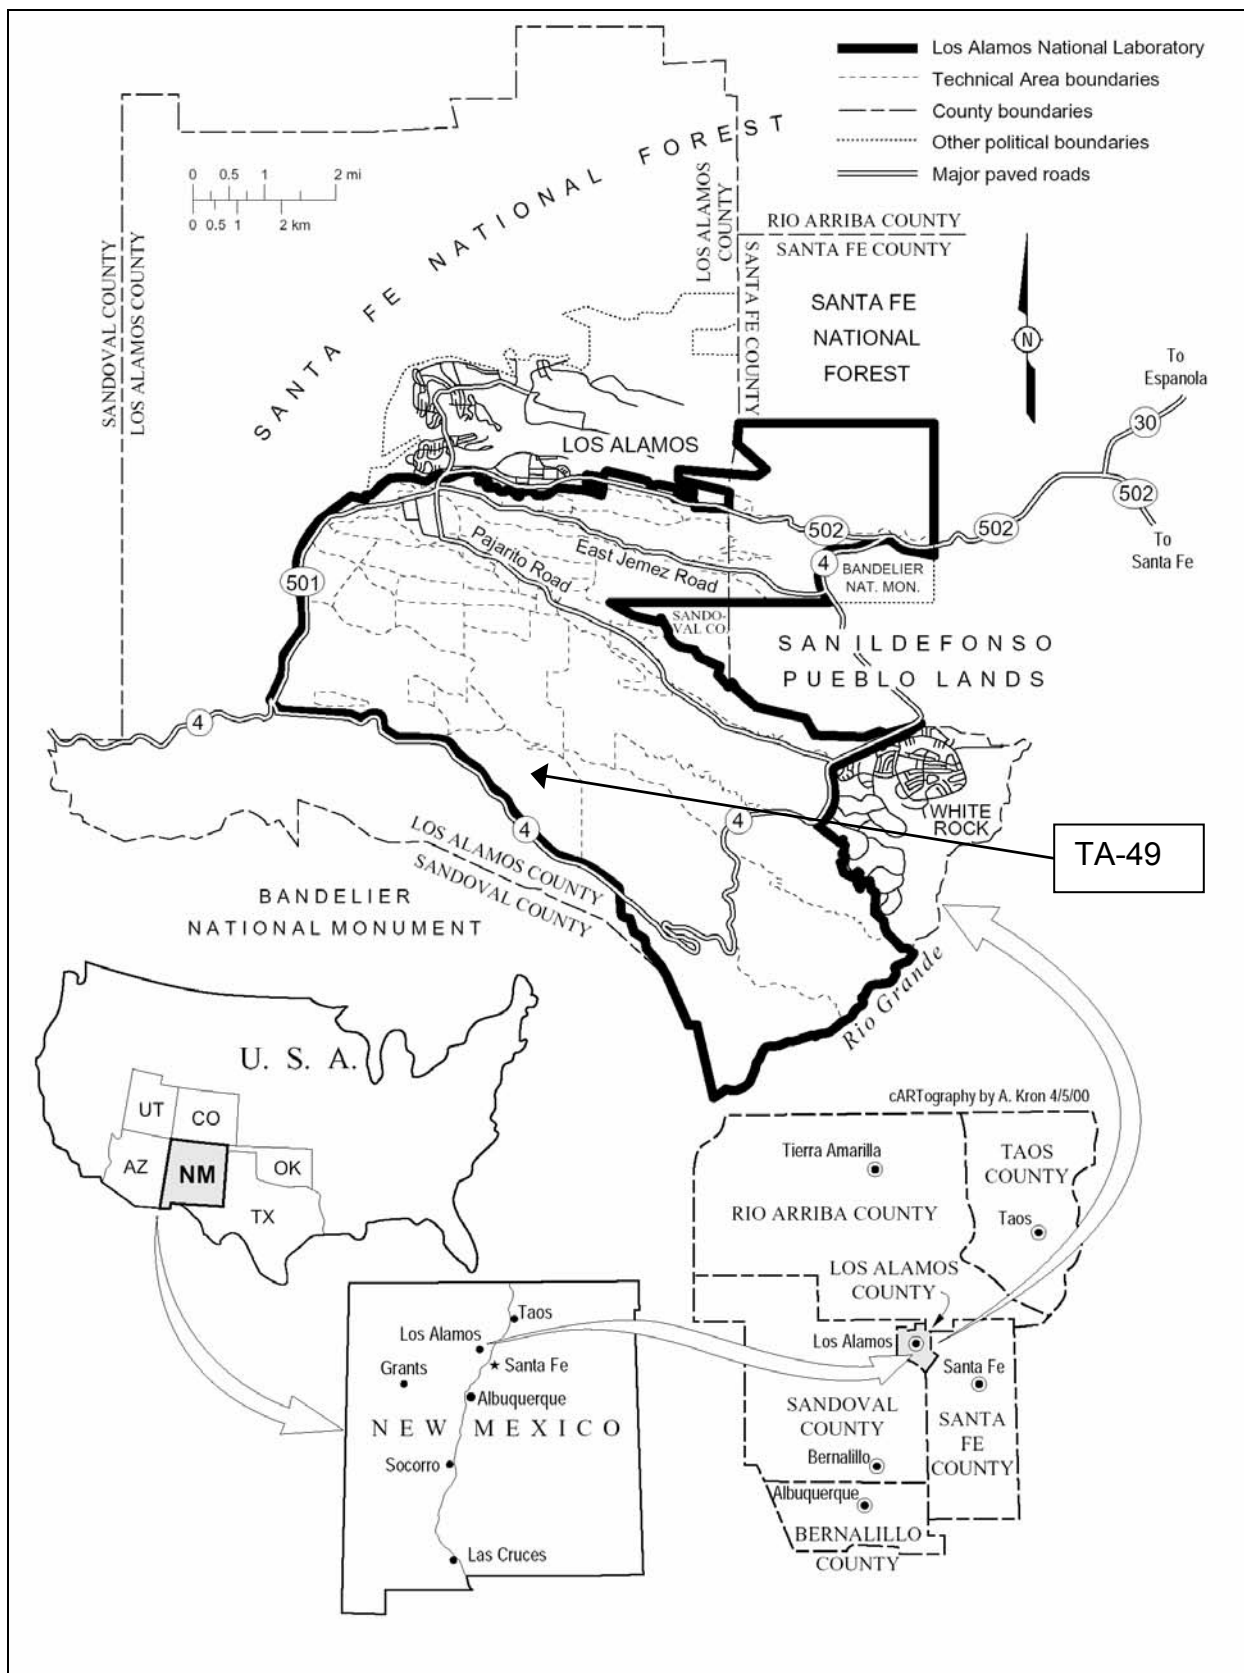 Los Alamos National Laboratory
Technical Area boundaries
County boundaries
Other political boundaries
Major paved roads
0 0.5 1 2 mi
0 0.5 1 2 km
SANTA FE NATIONAL FOREST
SANDOVAL COUNTY
LOS ALAMOS COUNTY
LOS ALAMOS
COUNTY
SANTA FE COUNTY
RIO ARRIBA COUNTY
SANTA FE COUNTY
SANTA FE
NATIONAL
FOREST
N
To
Espanola
30
502
To
Santa Fe
502
502
LOS ALAMOS
4
BANDELIER
NAT. MON.
501
Pajarito Road
East Jemez Road
SANDO-
VAL CO.
SAN ILDEFONSO
PUEBLO LANDS
4
4
4
WHITE
ROCK
TA-49
LOS ALAMOS COUNTY
SANDOVAL COUNTY
BANDELIER
NATIONAL MONUMENT
Rio Grande
U. S. A.
UT
CO
AZ
NM
OK
TX
cARTography by A. Kron 4/5/00
Tierra Amarilla
TAOS
COUNTY
RIO ARRIBA COUNTY
Taos
LOS ALAMOS
COUNTY
Los Alamos
Santa Fe
SANDOVAL
COUNTY
SANTA
FE
COUNTY
Bernalillo
Albuquerque
BERNALILLO
COUNTY
Taos
Los Alamos
Santa Fe
Grants
Albuquerque
NEW MEXICO
Socorro
Las Cruces